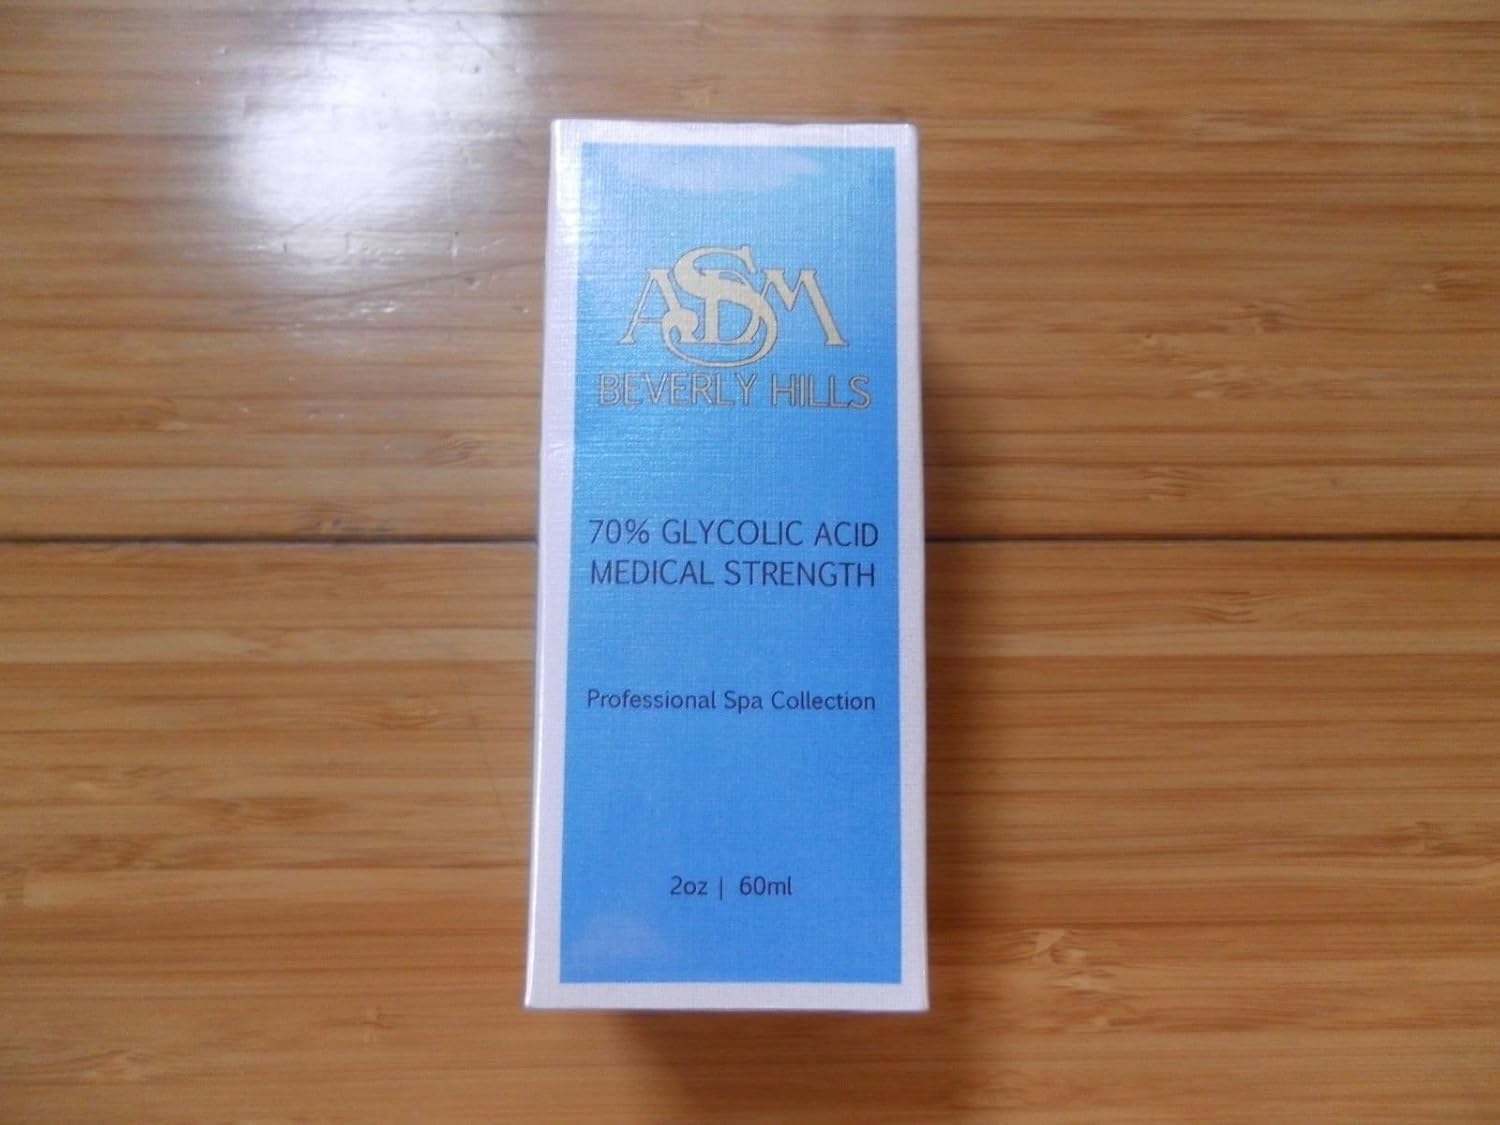 ASDM
BEVERLY HILLS
70% GLYCOLIC ACID
MEDICAL STRENGTH
Professional Spa Collection
2oz | 60ml